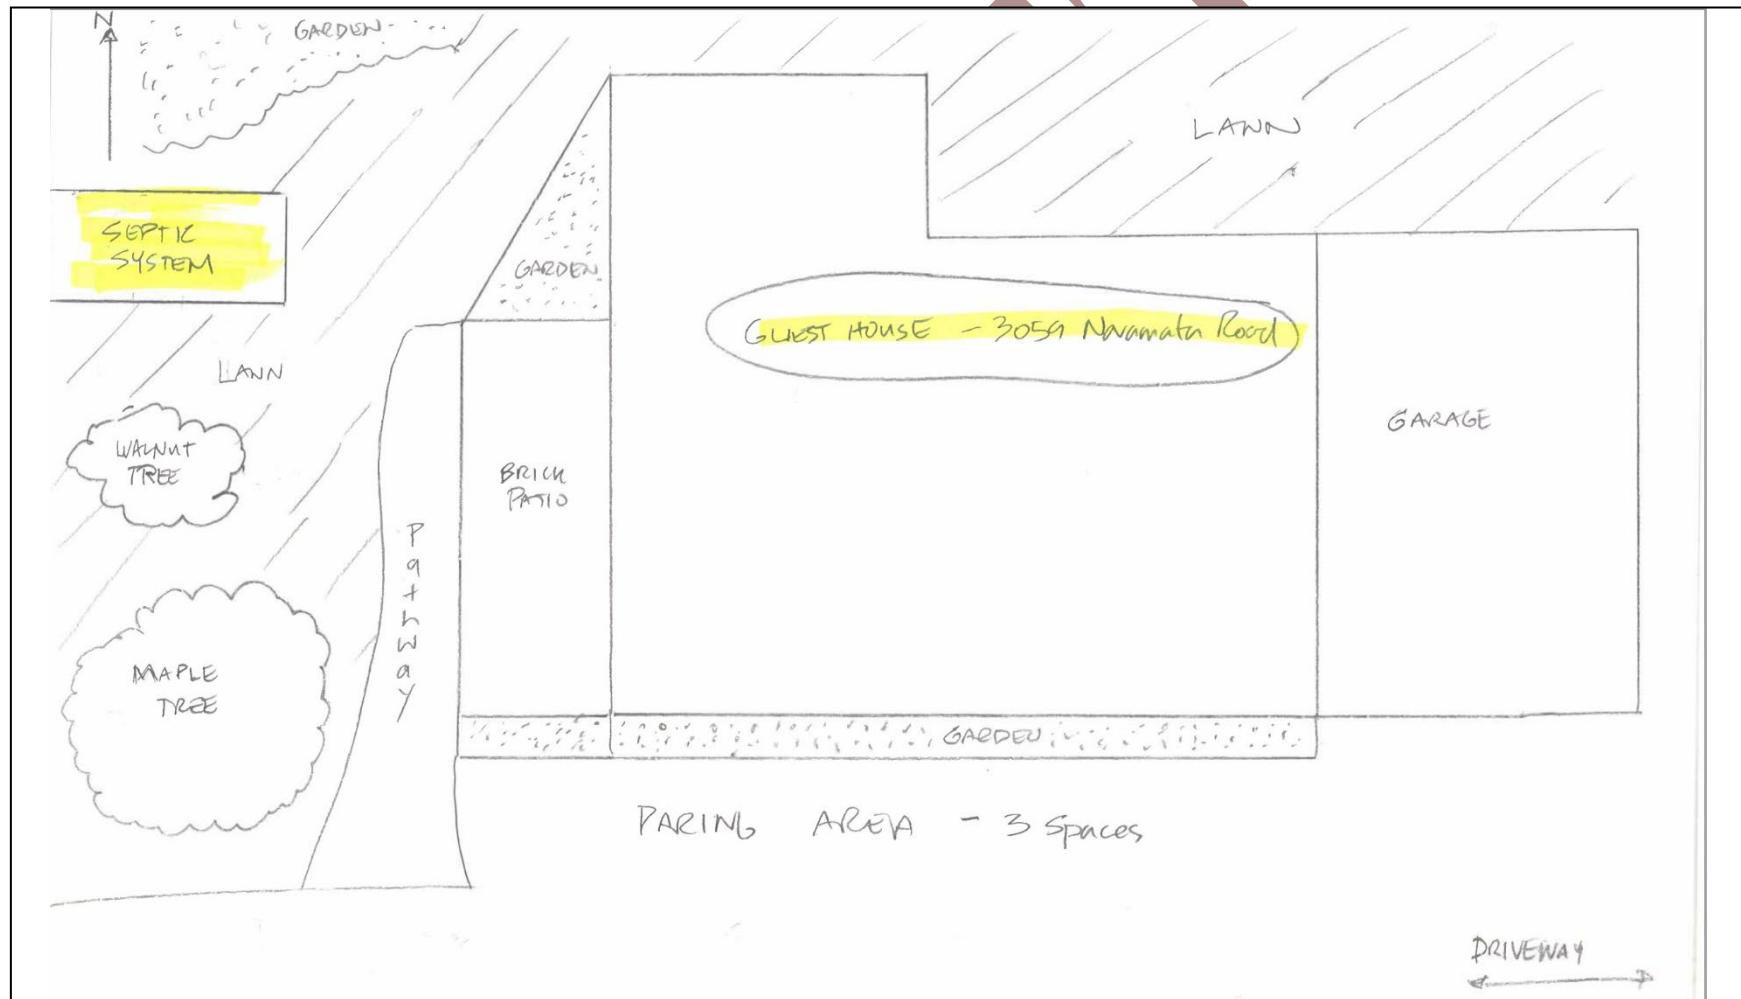 N
GARDEN
LAWN
SEPTIC
SYSTEM
GARDEN
GUEST HOUSE - 3059 Naramata Road
LAWN
GARAGE
WALNUT
TREE
BRICK
PATIO
Pathway
MAPLE
TREE
GARDEN
PARING AREA - 3 Spaces
DRIVEWAY